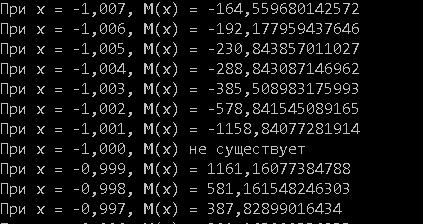 При x = -1,007, M(x) = -164,559680142572
При x = -1,006, M(x) = -192,177959437646
При x = -1,005, M(x) = -230,843857011027
При x = -1,004, M(x) = -288,843087146962
При x = -1,003, M(x) = -385,508983175993
При x = -1,002, M(x) = -578,841545089165
При x = -1,001, M(x) = -1158,84077281914
При x = -1,000, M(x) не существует
При x = -0,999, M(x) = 1161,16077384788
При x = -0,998, M(x) = 581,161548246303
При x = -0,997, M(x) = 387,82899016434